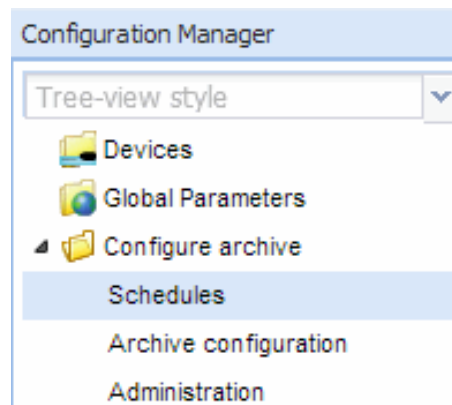 Configuration Manager
Tree-view style
Devices
Global Parameters
Configure archive
Schedules
Archive configuration
Administration